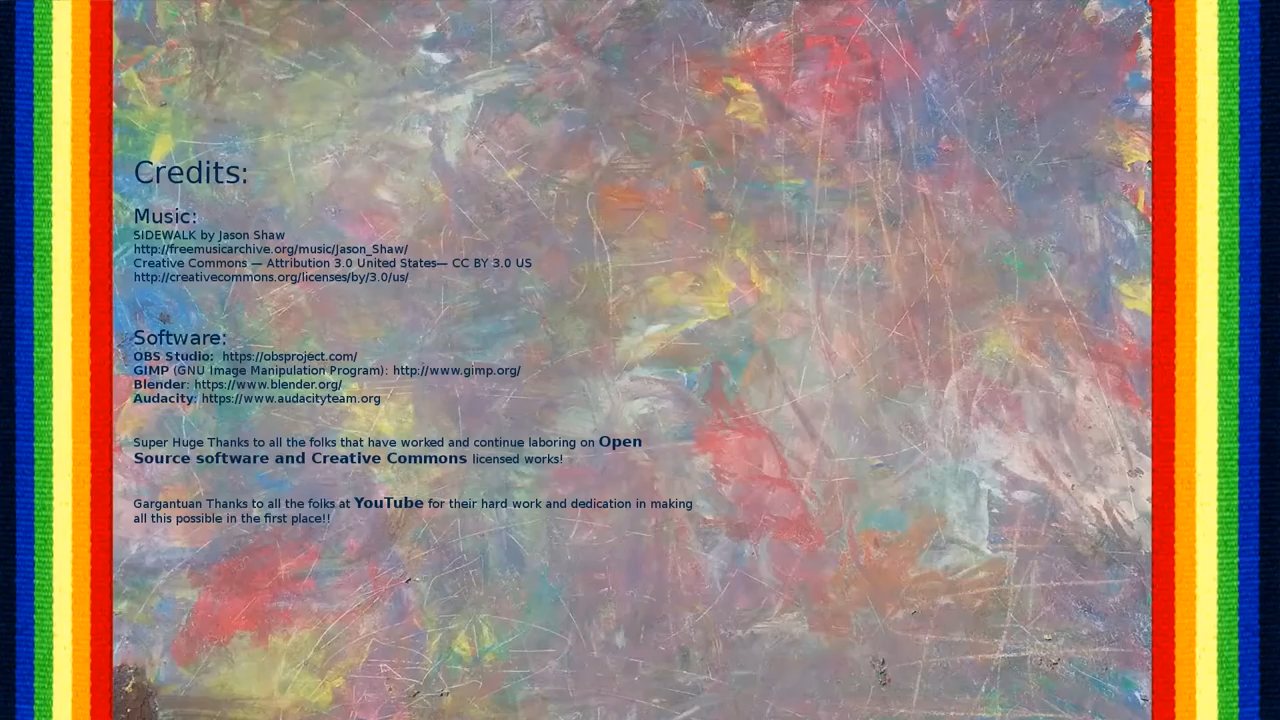 Credits:
Music:
SIDEWALK by Jason Shaw
http://freemusicarchive.org/music/Jason_Shaw/
Creative Commons — Attribution 3.0 United States— CC BY 3.0 US
http://creativecommons.org/licenses/by/3.0/us/
Software:
OBS Studio:  https://obsproject.com/
GIMP (GNU Image Manipulation Program): http://www.gimp.org/
Blender: https://www.blender.org/
Audacity: https://www.audacityteam.org
Super Huge Thanks to all the folks that have worked and continue laboring on Open
Source software and Creative Commons licensed works!
Gargantuan Thanks to all the folks at YouTube for their hard work and dedication in making
all this possible in the first place!!